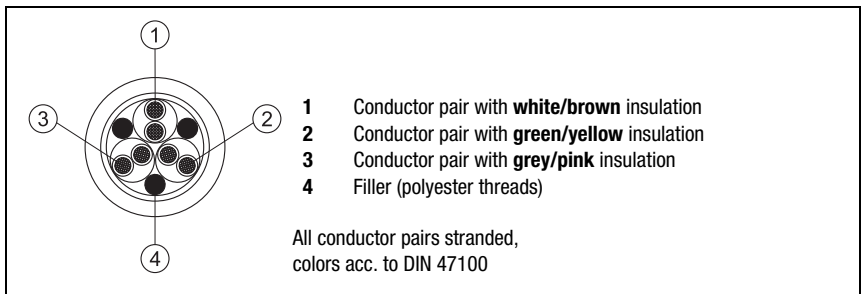 1
3
2
4
1 Conductor pair with white/brown insulation
2 Conductor pair with green/yellow insulation
3 Conductor pair with grey/pink insulation
4 Filler (polyester threads)
All conductor pairs stranded,
colors acc. to DIN 47100